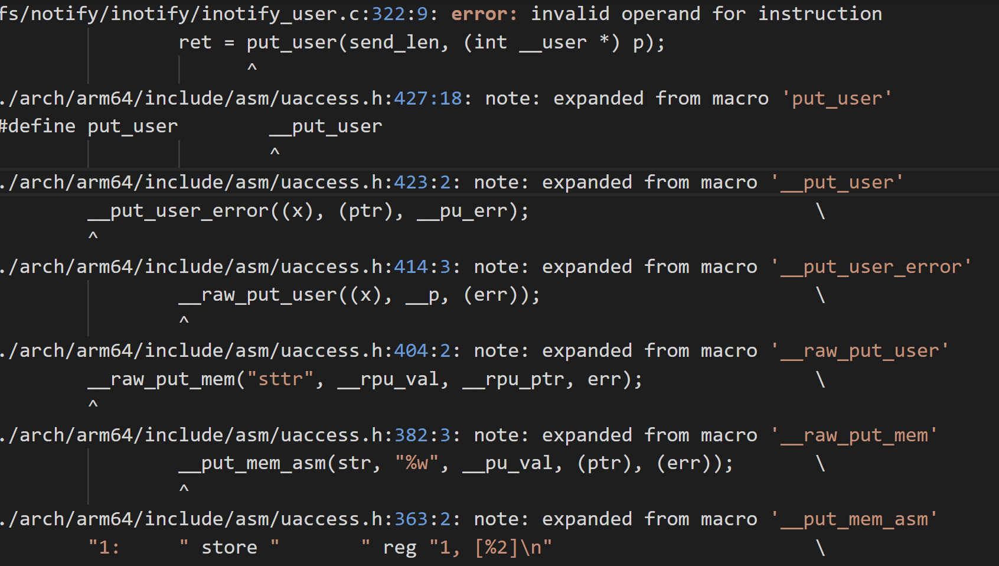 fs/notify/inotify/inotify_user.c:322:9: error: invalid operand for instruction
                ret = put_user(send_len, (int __user *) p);
                      ^
./arch/arm64/include/asm/uaccess.h:427:18: note: expanded from macro 'put_user'
#define put_user        __put_user
                        ^
./arch/arm64/include/asm/uaccess.h:423:2: note: expanded from macro '__put_user'
        __put_user_error((x), (ptr), __pu_err);                         \
        ^
./arch/arm64/include/asm/uaccess.h:414:3: note: expanded from macro '__put_user_error'
                __raw_put_user((x), __p, (err));                        \
                ^
./arch/arm64/include/asm/uaccess.h:404:2: note: expanded from macro '__raw_put_user'
        __raw_put_mem("sttr", __rpu_val, __rpu_ptr, err);               \
        ^
./arch/arm64/include/asm/uaccess.h:382:3: note: expanded from macro '__raw_put_mem'
                __put_mem_asm(str, "%w", __pu_val, (ptr), (err));       \
                ^
./arch/arm64/include/asm/uaccess.h:363:2: note: expanded from macro '__put_mem_asm'
        "1:     " store "       " reg "1, [%2]\n"                       \